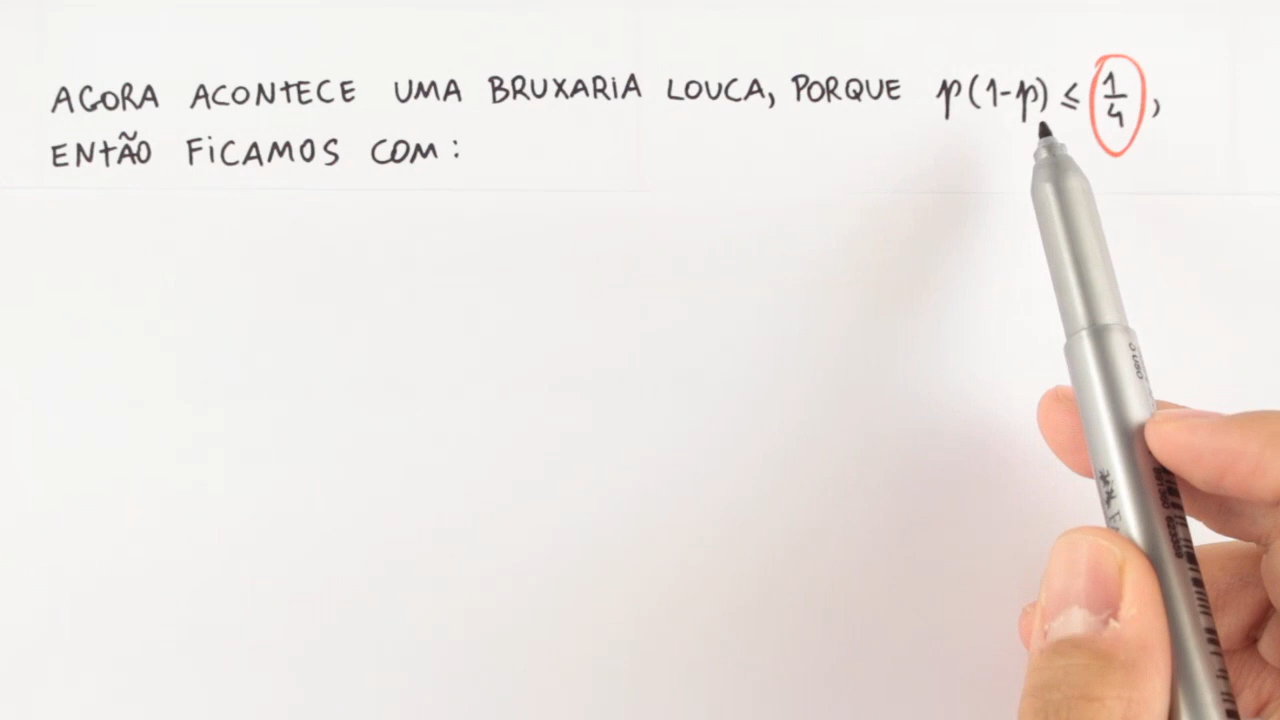 AGORA ACONTECE UMA BRUXARIA LOUCA, PORQUE p(1-p) ≤ 1/4,
ENTÃO FICAMOS COM: